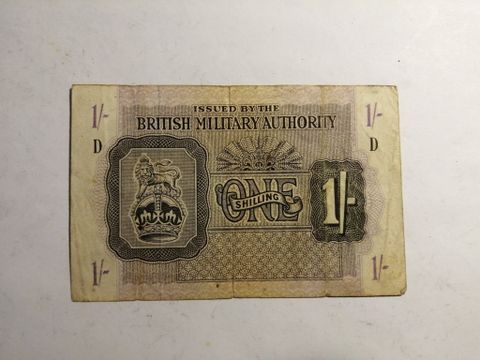 1/- ISSUED BY THE 1/-
BRITISH MILITARY AUTHORITY
D D
ONE
SHILLING
1/-
1/- 1/-